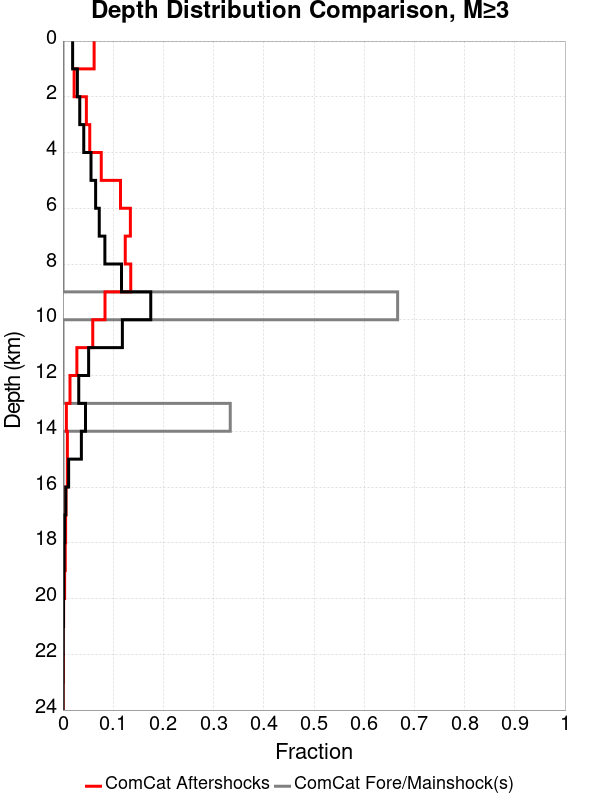 Depth Distribution Comparison, M≥3
0
2
4
6
8
10
12
14
16
18
20
22
24
Depth (km)
0 0.1 0.2 0.3 0.4 0.5 0.6 0.7 0.8 0.9 1
Fraction
ComCat Aftershocks ComCat Fore/Mainshock(s)